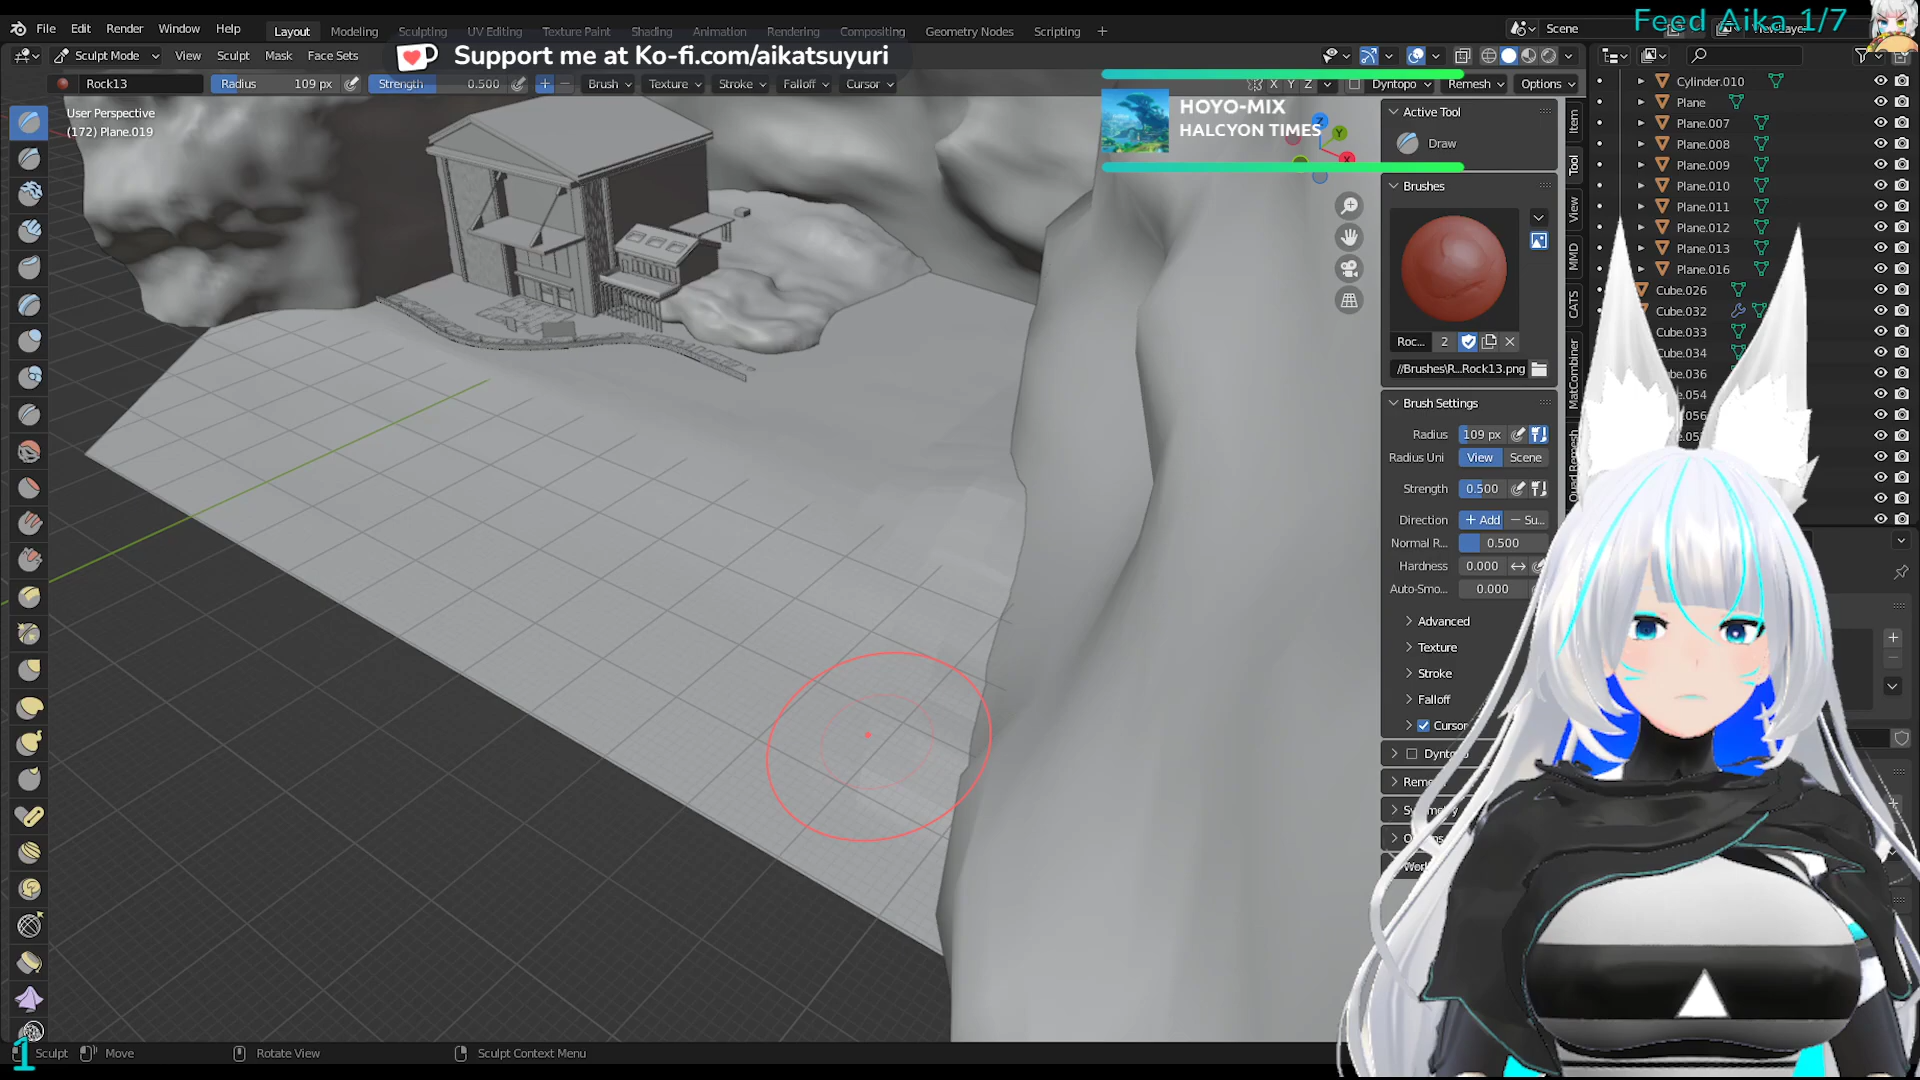 File Edit Render Window Help Layout Modeling Sculpting UV Editing Texture Paint Shading Animation Rendering Compositing Geometry Nodes Scripting + Scene
Feed Aika 1/7
Sculpt Mode View Sculpt Mask Face Sets
Support me at Ko-fi.com/aikatsuyuri
Rock13 Radius 109 px Strength 0.500 Brush Texture Stroke Falloff Cursor X Y Z Dyntopo Remesh Options
User Perspective
(172) Plane.019
HOYO-MIX
HALCYON TIMES
Z
Y
X
Active Tool
Draw
Brushes
Roc... 2
//Brushes\R...Rock13.png
Brush Settings
Radius 109 px
Radius Uni View Scene
Strength 0.500
Direction + Add − Su...
Normal R... 0.500
Hardness 0.000
Auto-Smo... 0.000
Advanced
Texture
Stroke
Falloff
Cursor
Item
Tool
View
MMD
CATS
MatCombiner
Cylinder.010
Plane
Plane.007
Plane.008
Plane.009
Plane.010
Plane.011
Plane.012
Plane.013
Plane.016
Cube.026
Cube.032
Cube.033
Cube.034
1
Sculpt Move Rotate View Sculpt Context Menu